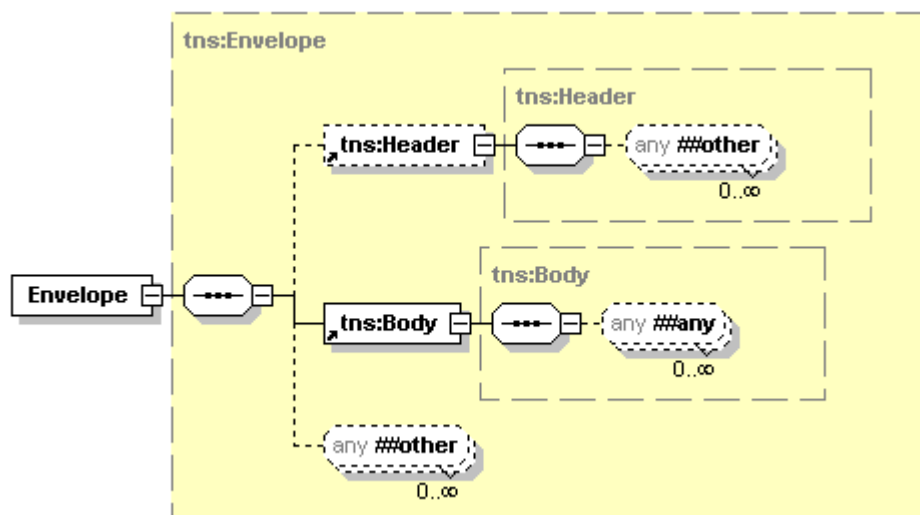 tns:Envelope
tns:Header
tns:Header
any ##other
0..∞
Envelope
tns:Body
tns:Body
any ##any
0..∞
any ##other
0..∞